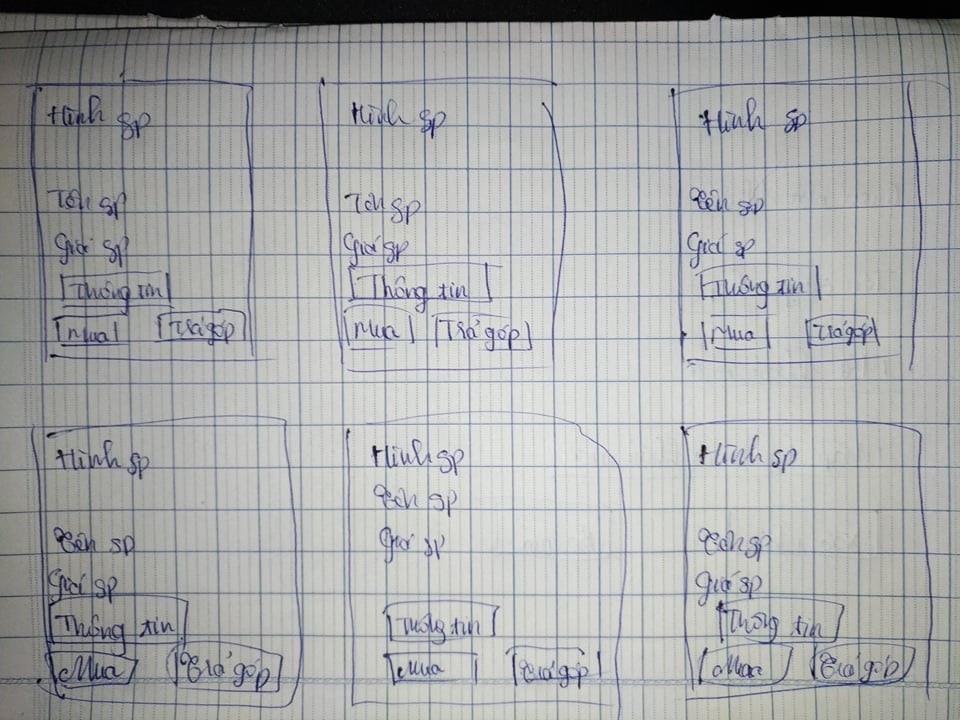 Hình sp
Tên sp
Giá sp
Thông tin
Mua Trả góp
Hình sp
Tên sp
Giá sp
Thông tin
Mua Trả góp
Hình sp
Tên sp
Giá sp
Thông tin
Mua Trả góp
Hình sp
Tên sp
Giá sp
Thông tin
Mua Trả góp
Hình sp
Tên sp
Giá sp
Thông tin
Mua Trả góp
Hình sp
Tên sp
Giá sp
Thông tin
Mua Trả góp